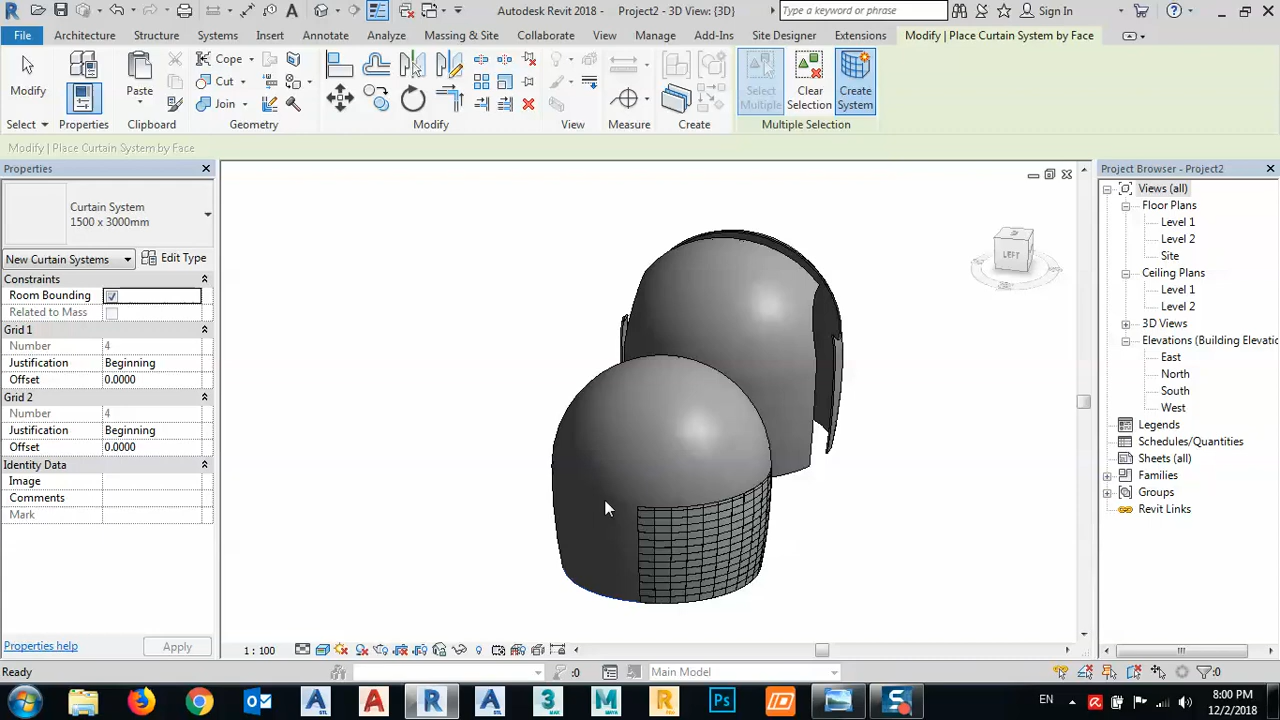 Autodesk Revit 2018 - Project2 - 3D View: {3D}
Type a keyword or phrase
Sign In
File Architecture Structure Systems Insert Annotate Analyze Massing & Site Collaborate View Manage Add-Ins Site Designer Extensions Modify | Place Curtain System by Face
Modify
Paste
Cope
Cut
Join
Select Multiple
Clear Selection
Create System
Select Properties Clipboard Geometry Modify View Measure Create Multiple Selection
Modify | Place Curtain System by Face
Properties
Curtain System
1500 x 3000mm
New Curtain Systems Edit Type
Constraints
Room Bounding
Related to Mass
Grid 1
Number 4
Justification Beginning
Offset 0.0000
Grid 2
Number 4
Justification Beginning
Offset 0.0000
Identity Data
Image
Comments
Mark
Properties help Apply
LEFT
Project Browser - Project2
Views (all)
Floor Plans
Level 1
Level 2
Site
Ceiling Plans
Level 1
Level 2
3D Views
Elevations (Building Elevatio
East
North
South
West
Legends
Schedules/Quantities
Sheets (all)
Families
Groups
Revit Links
1 : 100
Ready
:0
Main Model
:0
EN
8:00 PM
12/2/2018